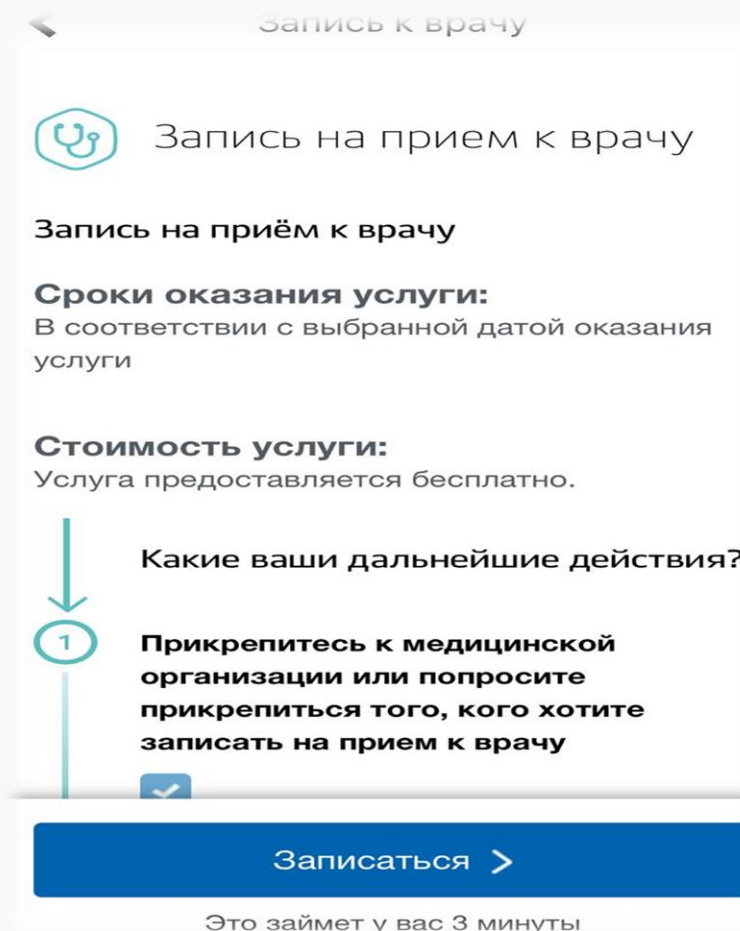 Запись к врачу
Запись на прием к врачу
Запись на приём к врачу
Сроки оказания услуги:
В соответствии с выбранной датой оказания
услуги
Стоимость услуги:
Услуга предоставляется бесплатно.
Какие ваши дальнейшие действия?
1
Прикрепитесь к медицинской
организации или попросите
прикрепиться того, кого хотите
записать на прием к врачу
Записаться
Это займет у вас 3 минуты